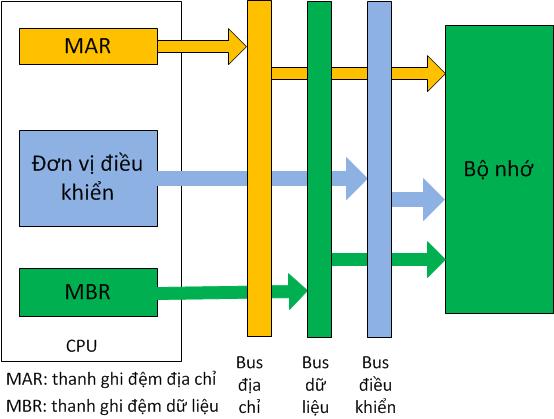 MAR
Đơn vị điều
khiển
Bộ nhớ
MBR
CPU
MAR: thanh ghi đệm địa chỉ
MBR: thanh ghi đệm dữ liệu
Bus
địa
chỉ
Bus
dữ
liệu
Bus
điều
khiển